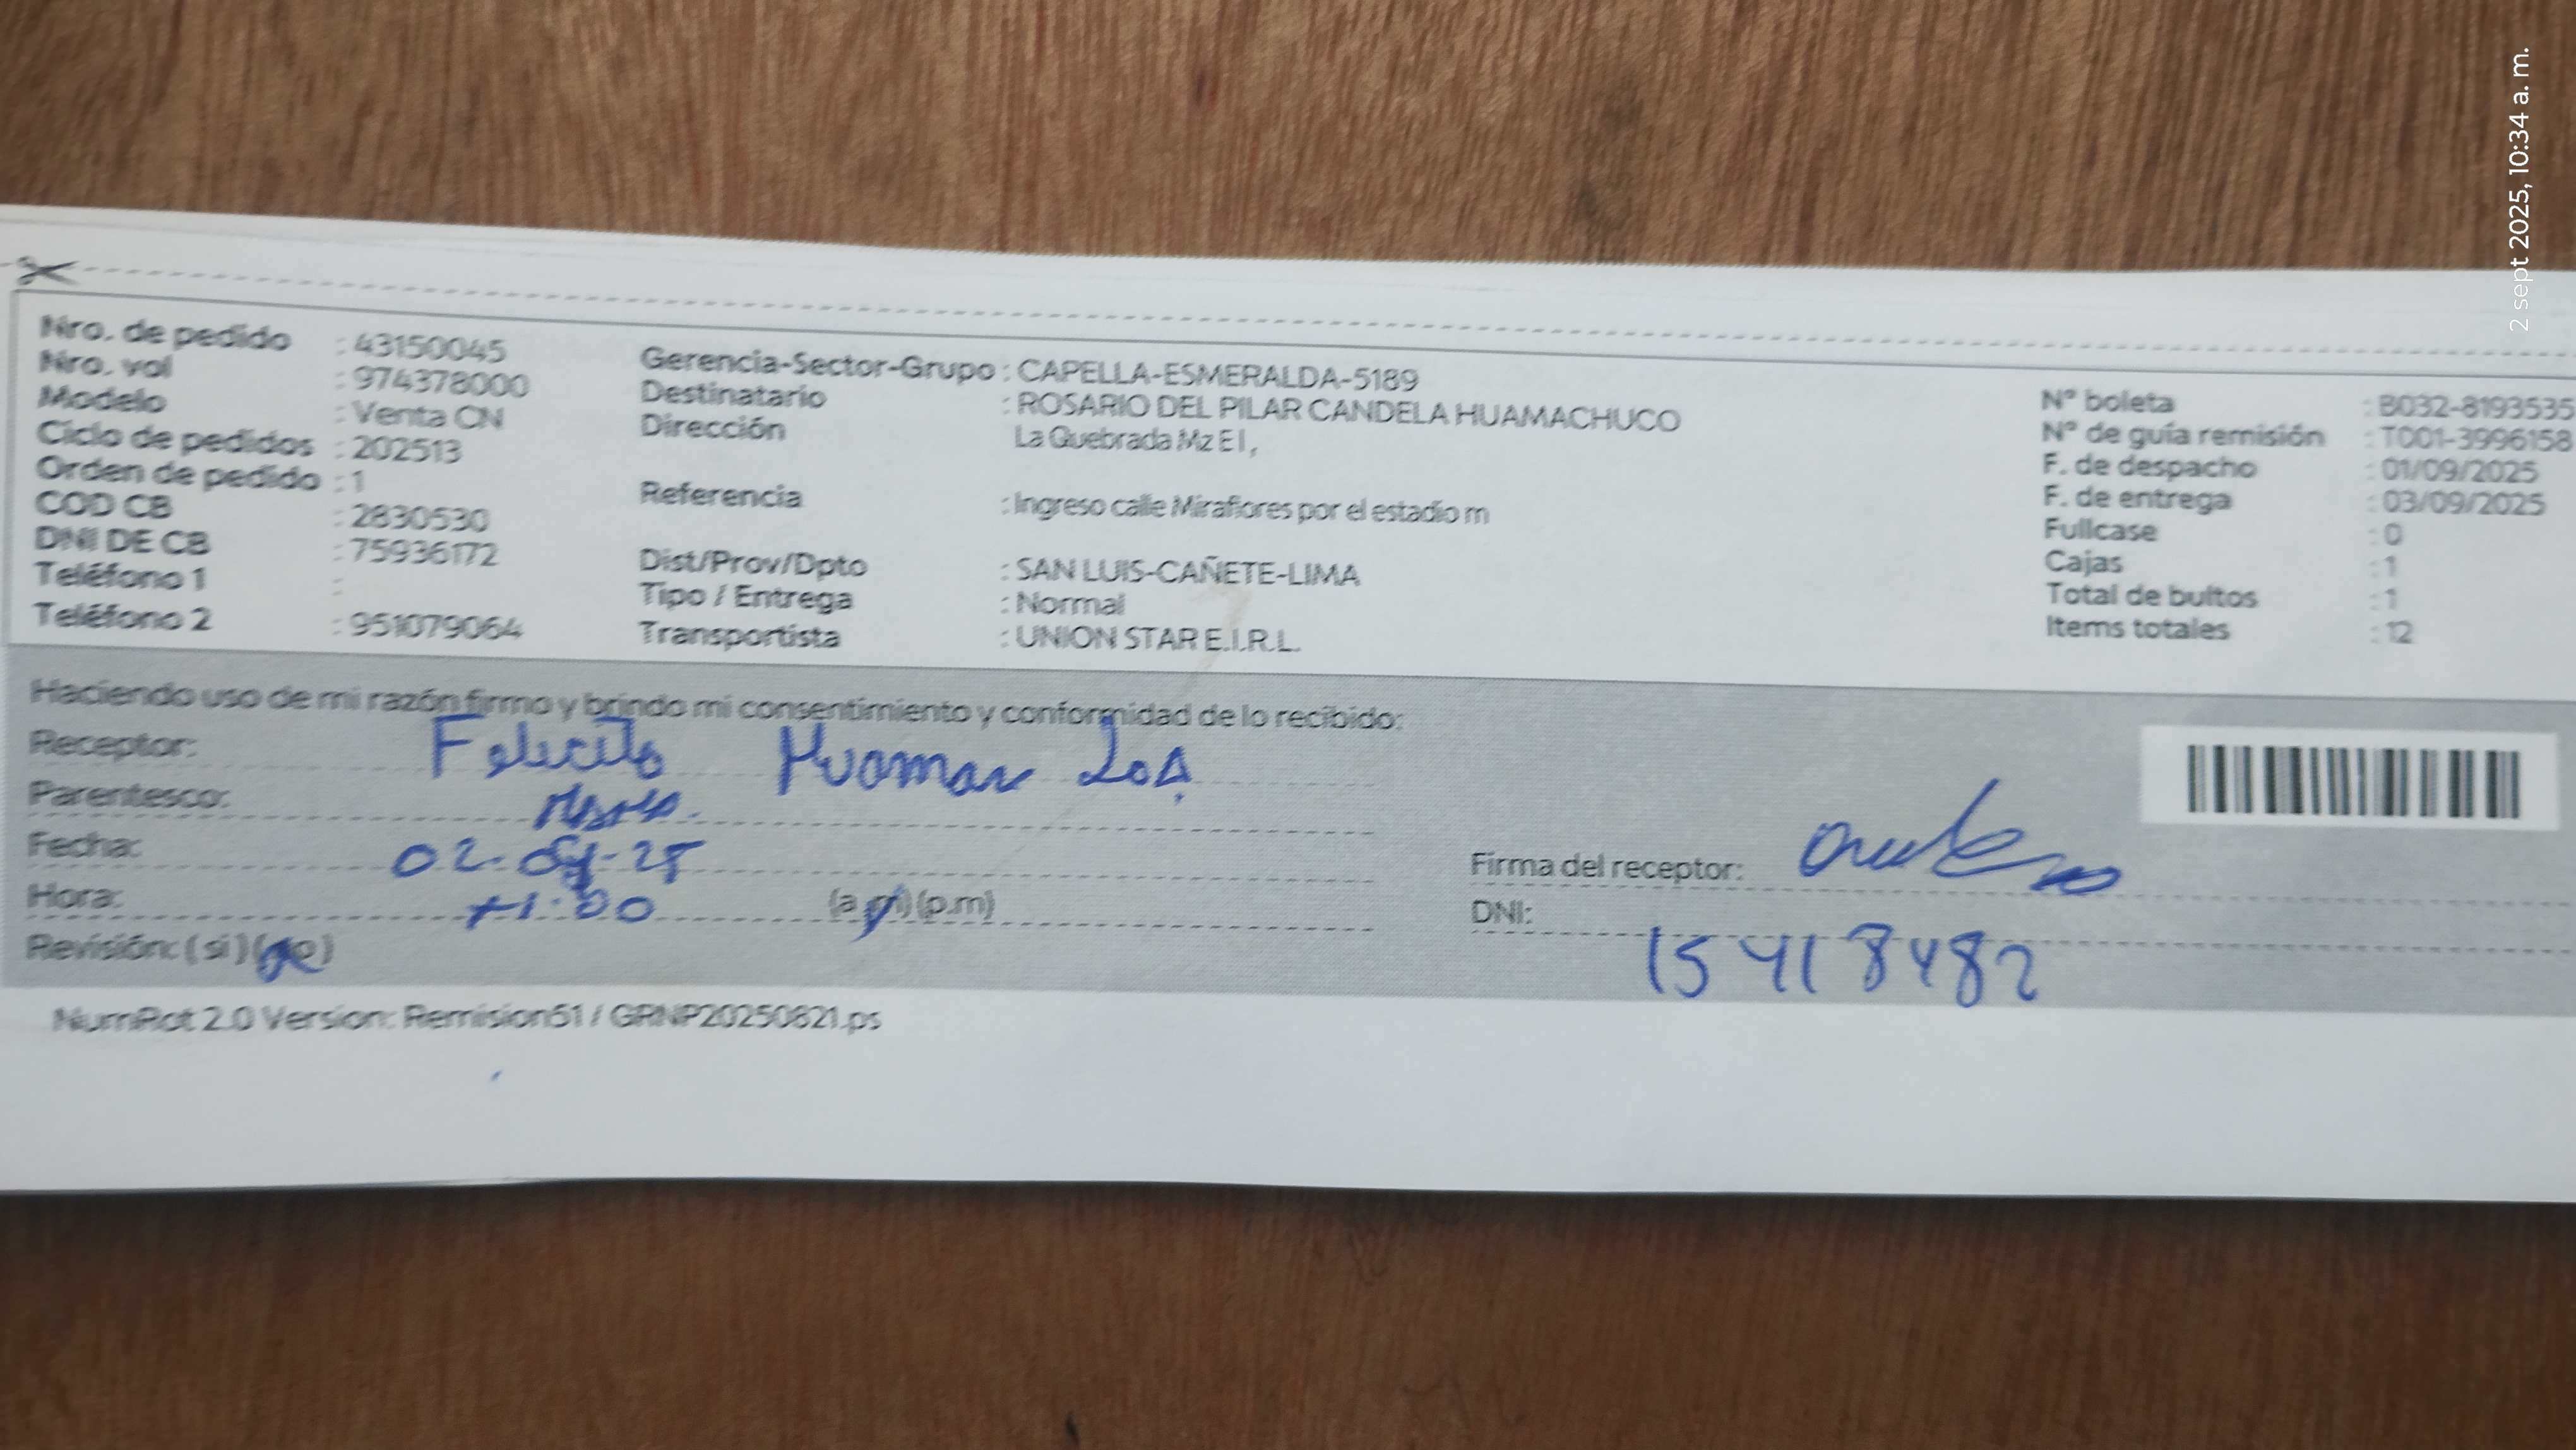 2 sept 2025, 10:34 a. m.
Nro. de pedido : 43150045
Nro. vol : 974378000
Modelo : Venta CN
Ciclo de pedidos : 202513
Orden de pedido : 1
COD CB : 2830530
DNI DE CB : 75936172
Teléfono 1 :
Teléfono 2 : 951079064
Gerencia-Sector-Grupo : CAPELLA-ESMERALDA-5189
Destinatario : ROSARIO DEL PILAR CANDELA HUAMACHUCO
Dirección La Quebrada Mz E I ,
Referencia : Ingreso calle Miraflores por el estadio m
Dist/Prov/Dpto : SAN LUIS-CAÑETE-LIMA
Tipo / Entrega : Normal
Transportista : UNION STAR E.I.R.L.
N° boleta : B032-8193535
N° de guía remisión : T001-3996158
F. de despacho : 01/09/2025
F. de entrega : 03/09/2025
Fullcase : 0
Cajas : 1
Total de bultos : 1
Items totales : 12
Haciendo uso de mi razón firmo y brindo mi consentimiento y conformidad de lo recibido:
Receptor: Felicita Huaman
Parentesco:
Fecha: 02-09-25
Hora: 11:00 (a.m) (p.m)
Revisión: ( si ) ( no )
Firma del receptor:
DNI: 15418482
NumRot 2.0 Version: Remision51 / GRNP20250821.ps